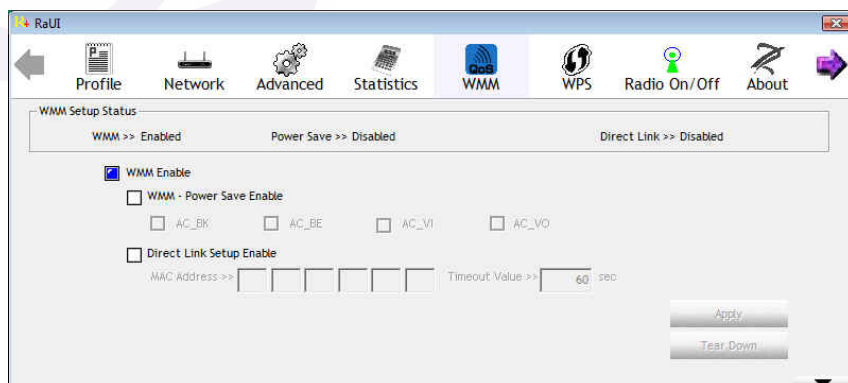 RaUI
Profile Network Advanced Statistics QoS WMM WPS Radio On/Off About
WMM Setup Status
WMM >> Enabled Power Save >> Disabled Direct Link >> Disabled
WMM Enable
WMM - Power Save Enable
AC_BK AC_BE AC_VI AC_VO
Direct Link Setup Enable
MAC Address >> Timeout Value >> 60 sec
Apply
Tear Down